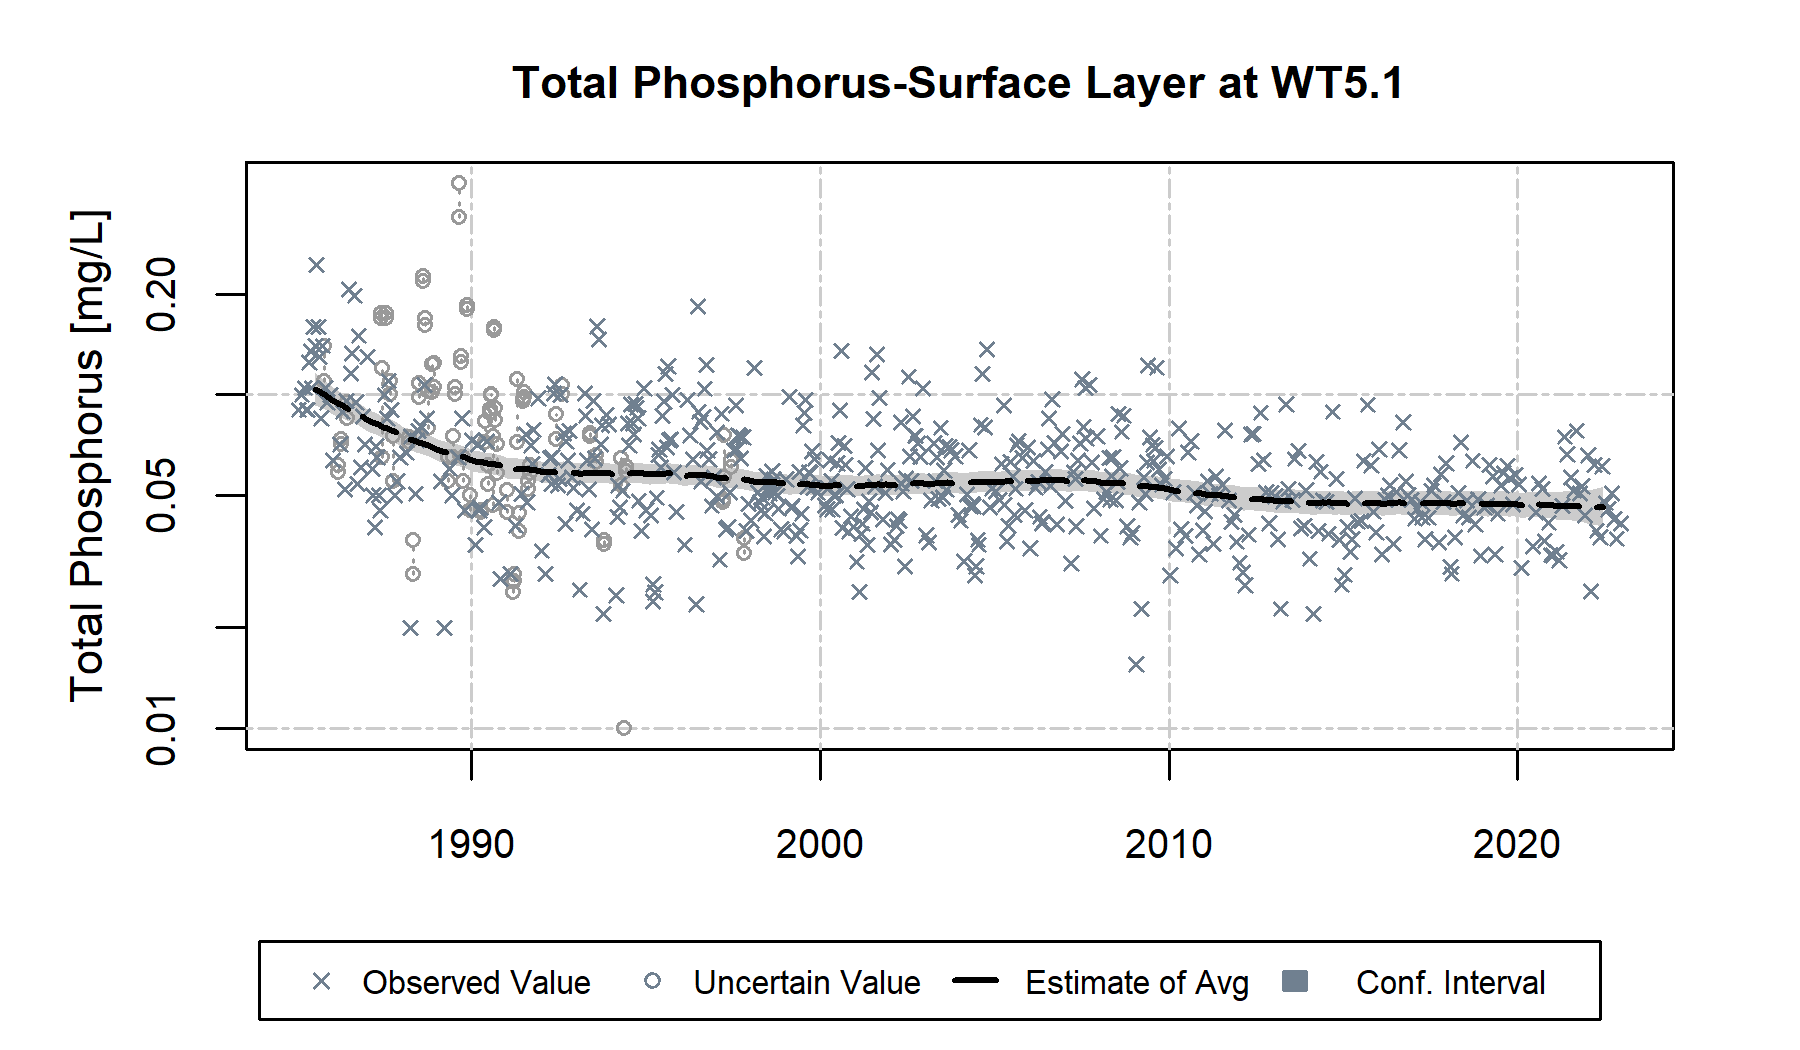 Total Phosphorus-Surface Layer at WT5.1
Total Phosphorus [mg/L]
0.20
0.05
0.01
1990 2000 2010 2020
Observed Value Uncertain Value Estimate of Avg Conf. Interval